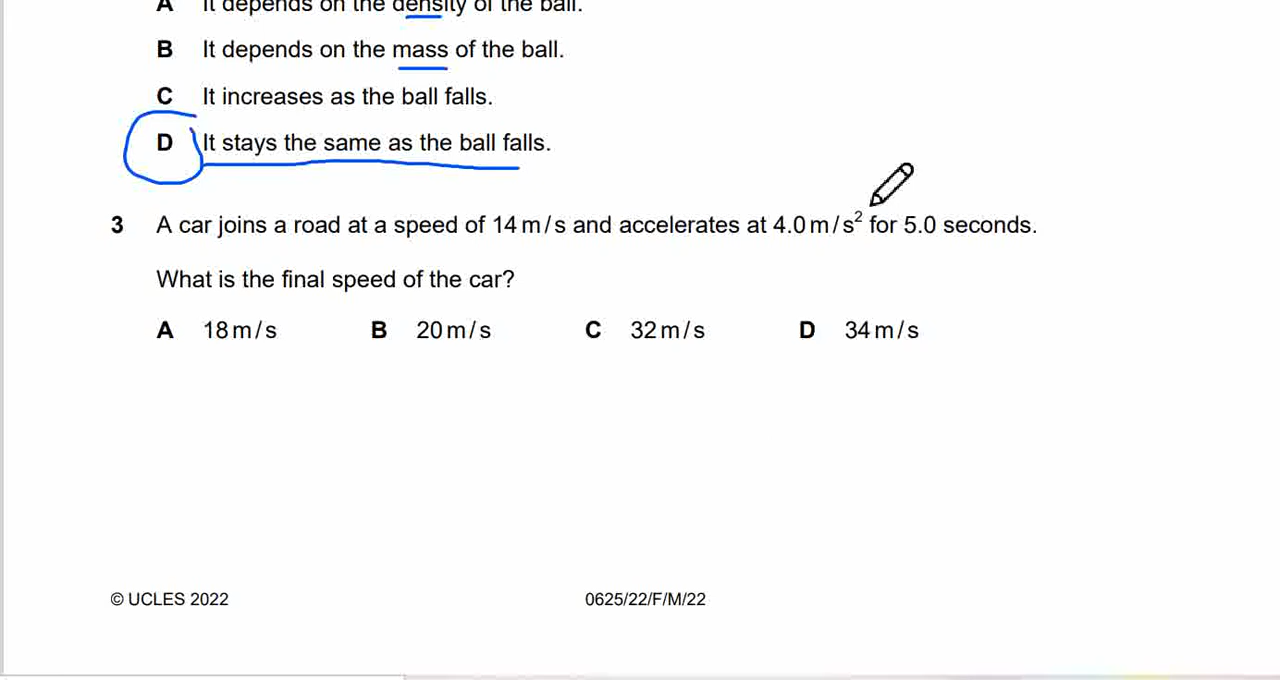 A It depends on the density of the ball.
B It depends on the mass of the ball.
C It increases as the ball falls.
D It stays the same as the ball falls.
3 A car joins a road at a speed of 14 m/s and accelerates at 4.0 m/s² for 5.0 seconds.
What is the final speed of the car?
A 18 m/s B 20 m/s C 32 m/s D 34 m/s
© UCLES 2022 0625/22/F/M/22